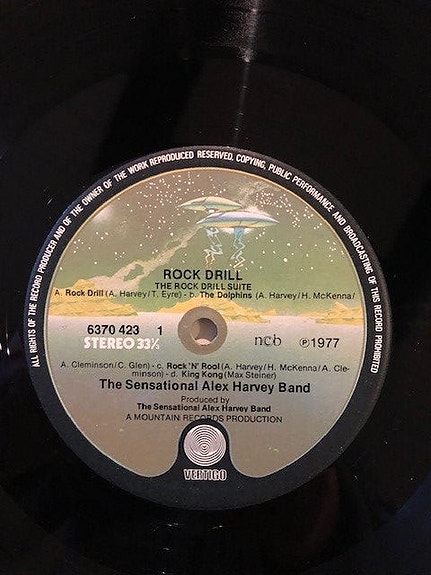 ALL RIGHTS OF THE RECORD PRODUCER AND OF THE OWNER OF THE WORK REPRODUCED RESERVED. COPYING, PUBLIC PERFORMANCE AND BROADCASTING OF THIS RECORD PROHIBITED
ROCK DRILL
THE ROCK DRILL SUITE
A. Rock Drill (A. Harvey/T. Eyre) - b. The Dolphins (A. Harvey/H. McKenna/
6370 423 1
STEREO 33⅓
ncb
℗1977
A. Cleminson/C. Glen) - c. Rock 'N' Rool (A. Harvey/H. McKenna/A. Cle-
minson) - d. King Kong (Max Steiner)
The Sensational Alex Harvey Band
Produced by
The Sensational Alex Harvey Band
A MOUNTAIN RECORDS PRODUCTION
VERTIGO